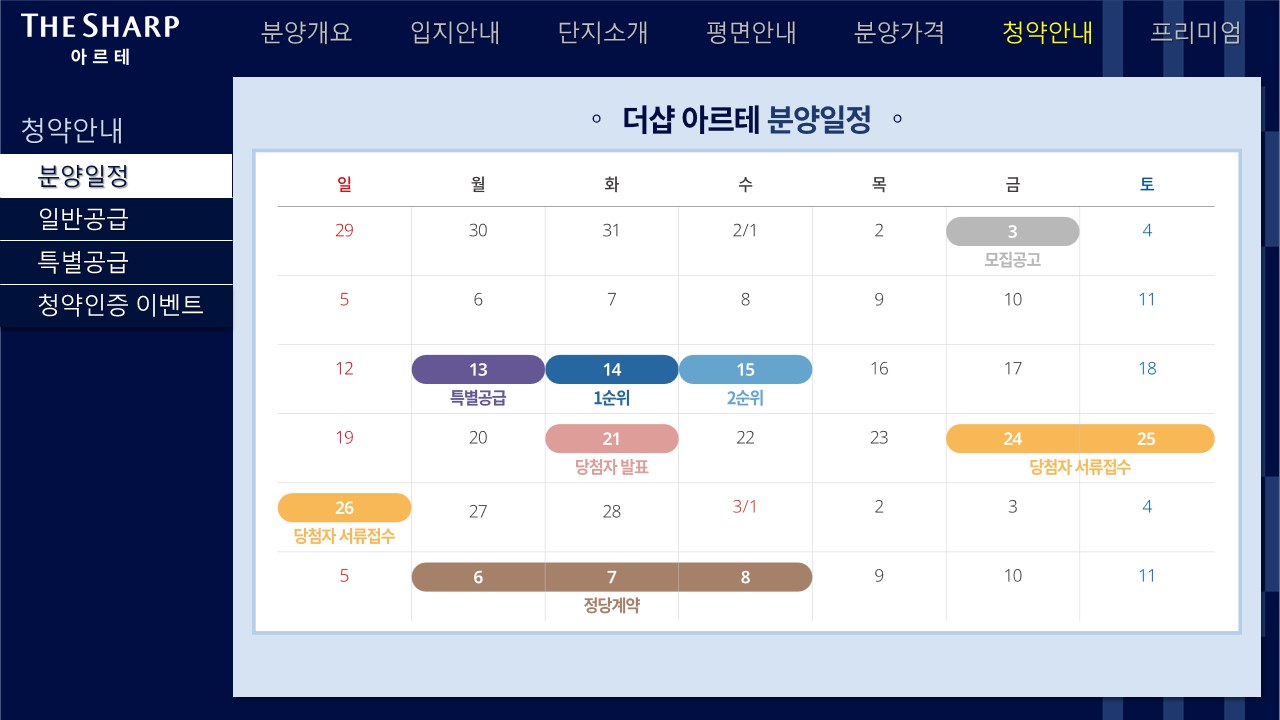 THE SHARP
아르테
분양개요 입지안내 단지소개 평면안내 분양가격 청약안내 프리미엄
청약안내
분양일정
일반공급
특별공급
청약인증 이벤트
더샵 아르테 분양일정
일 월 화 수 목 금 토
29 30 31 2/1 2 3 4
모집공고
5 6 7 8 9 10 11
12 13 14 15 16 17 18
특별공급 1순위 2순위
19 20 21 22 23 24 25
당첨자 발표 당첨자 서류접수
26 27 28 3/1 2 3 4
당첨자 서류접수
5 6 7 8 9 10 11
정당계약